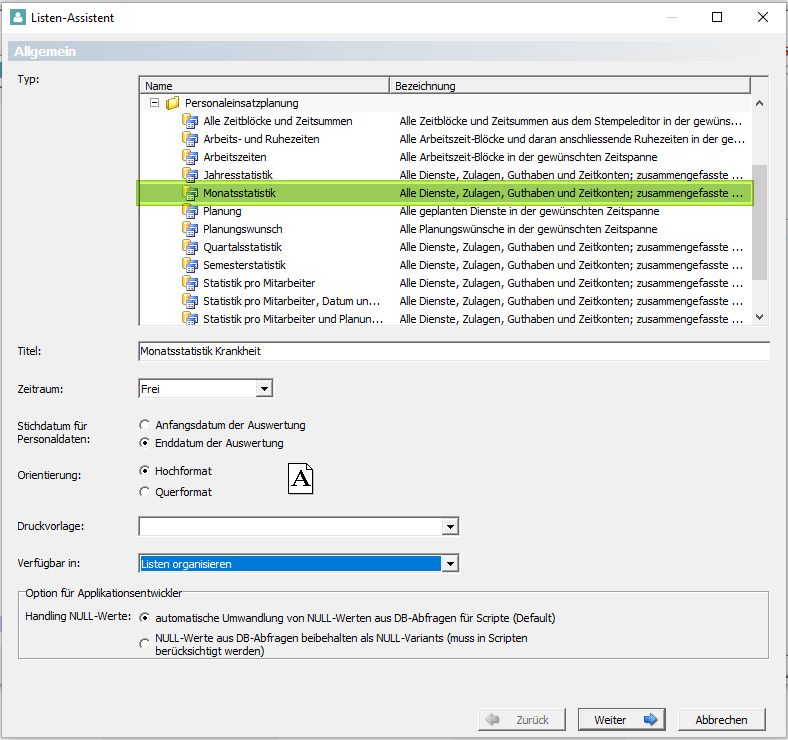 Listen-Assistent
Allgemein
Typ:
Name Bezeichnung
Personaleinsatzplanung
Alle Zeitblöcke und Zeitsummen Alle Zeitblöcke und Zeitsummen aus dem Stempeleditor in der gewüns...
Arbeits- und Ruhezeiten Alle Arbeitszeit-Blöcke und daran anschliessende Ruhezeiten in der ge...
Arbeitszeiten Alle Arbeitszeit-Blöcke in der gewünschten Zeitspanne
Jahresstatistik Alle Dienste, Zulagen, Guthaben und Zeitkonten; zusammengefasste ...
Monatsstatistik Alle Dienste, Zulagen, Guthaben und Zeitkonten; zusammengefasste ...
Planung Alle geplanten Dienste in der gewünschten Zeitspanne
Planungswunsch Alle Planungswünsche in der gewünschten Zeitspanne
Quartalsstatistik Alle Dienste, Zulagen, Guthaben und Zeitkonten; zusammengefasste ...
Semesterstatistik Alle Dienste, Zulagen, Guthaben und Zeitkonten; zusammengefasste ...
Statistik pro Mitarbeiter Alle Dienste, Zulagen, Guthaben und Zeitkonten; zusammengefasste ...
Statistik pro Mitarbeiter, Datum un... Alle Dienste, Zulagen, Guthaben und Zeitkonten; zusammengefasste ...
Statistik pro Mitarbeiter und Planun... Alle Dienste, Zulagen, Guthaben und Zeitkonten; zusammengefasste ...
Titel: Monatsstatistik Krankheit
Zeitraum: Frei
Stichdatum für
Personaldaten:
Anfangsdatum der Auswertung
Enddatum der Auswertung
Orientierung: Hochformat
A
Querformat
Druckvorlage:
Verfügbar in: Listen organisieren
Option für Applikationsentwickler
Handling NULL-Werte: automatische Umwandlung von NULL-Werten aus DB-Abfragen für Scripte (Default)
NULL-Werte aus DB-Abfragen beibehalten als NULL-Variants (muss in Scripten
berücksichtigt werden)
Zurück Weiter Abbrechen